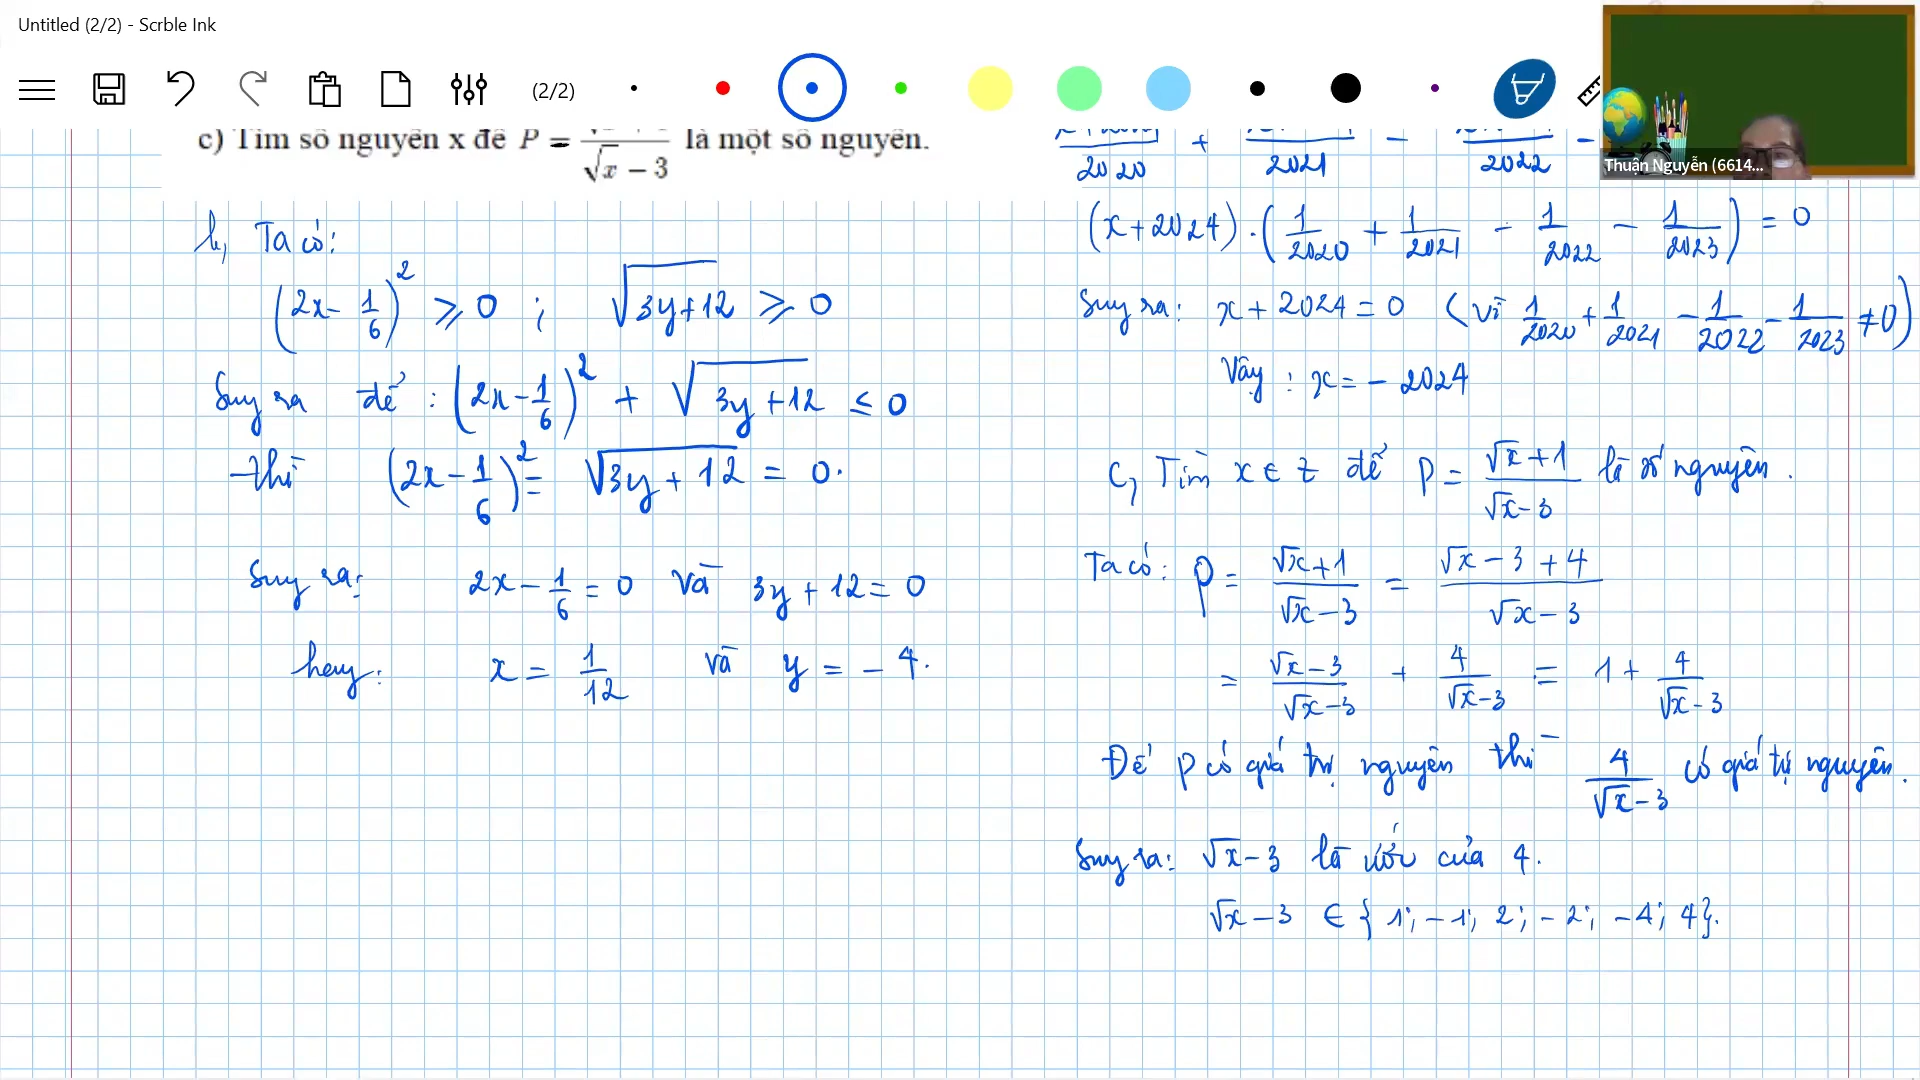 Untitled (2/2) - Scrble Ink
(2/2)
Thuận Nguyễn (6614...
c) Tìm số nguyên x để P = / (√x − 3) là một số nguyên.
b, Ta có:
(2x - 1/6)² ≥ 0 ; √(3y+12) ≥ 0
Suy ra để : (2x - 1/6)² + √(3y+12) ≤ 0
thì (2x - 1/6)² = √(3y+12) = 0.
Suy ra: 2x - 1/6 = 0 và 3y + 12 = 0
hay: x = 1/12 và y = - 4.
/2020 + /2021 - /2022 -
(x+2024).(1/2020 + 1/2021 - 1/2022 - 1/2023) = 0
Suy ra: x + 2024 = 0 (vì 1/2020 + 1/2021 - 1/2022 - 1/2023 ≠ 0)
Vậy : x = - 2024
C, Tìm x ∈ Z để P = (√x+1)/(√x-3) là số nguyên.
Ta có: P = (√x+1)/(√x-3) = (√x-3+4)/(√x-3)
= (√x-3)/(√x-3) + 4/(√x-3) = 1 + 4/(√x-3)
Để P có giá trị nguyên thì 4/(√x-3) có giá trị nguyên.
Suy ra: √x-3 là ước của 4.
√x-3 ∈ { 1; -1; 2; -2; -4; 4}.